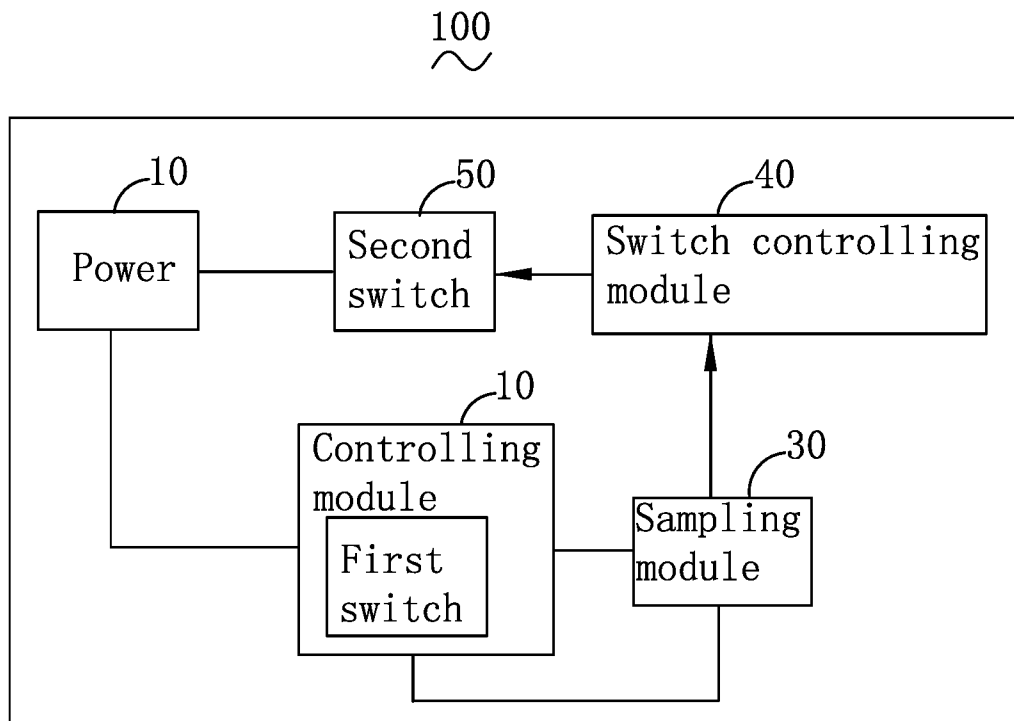 100
10
50
40
Power
Second
switch
Switch controlling
module
10
Controlling
module
First
switch
30
Sampling
module